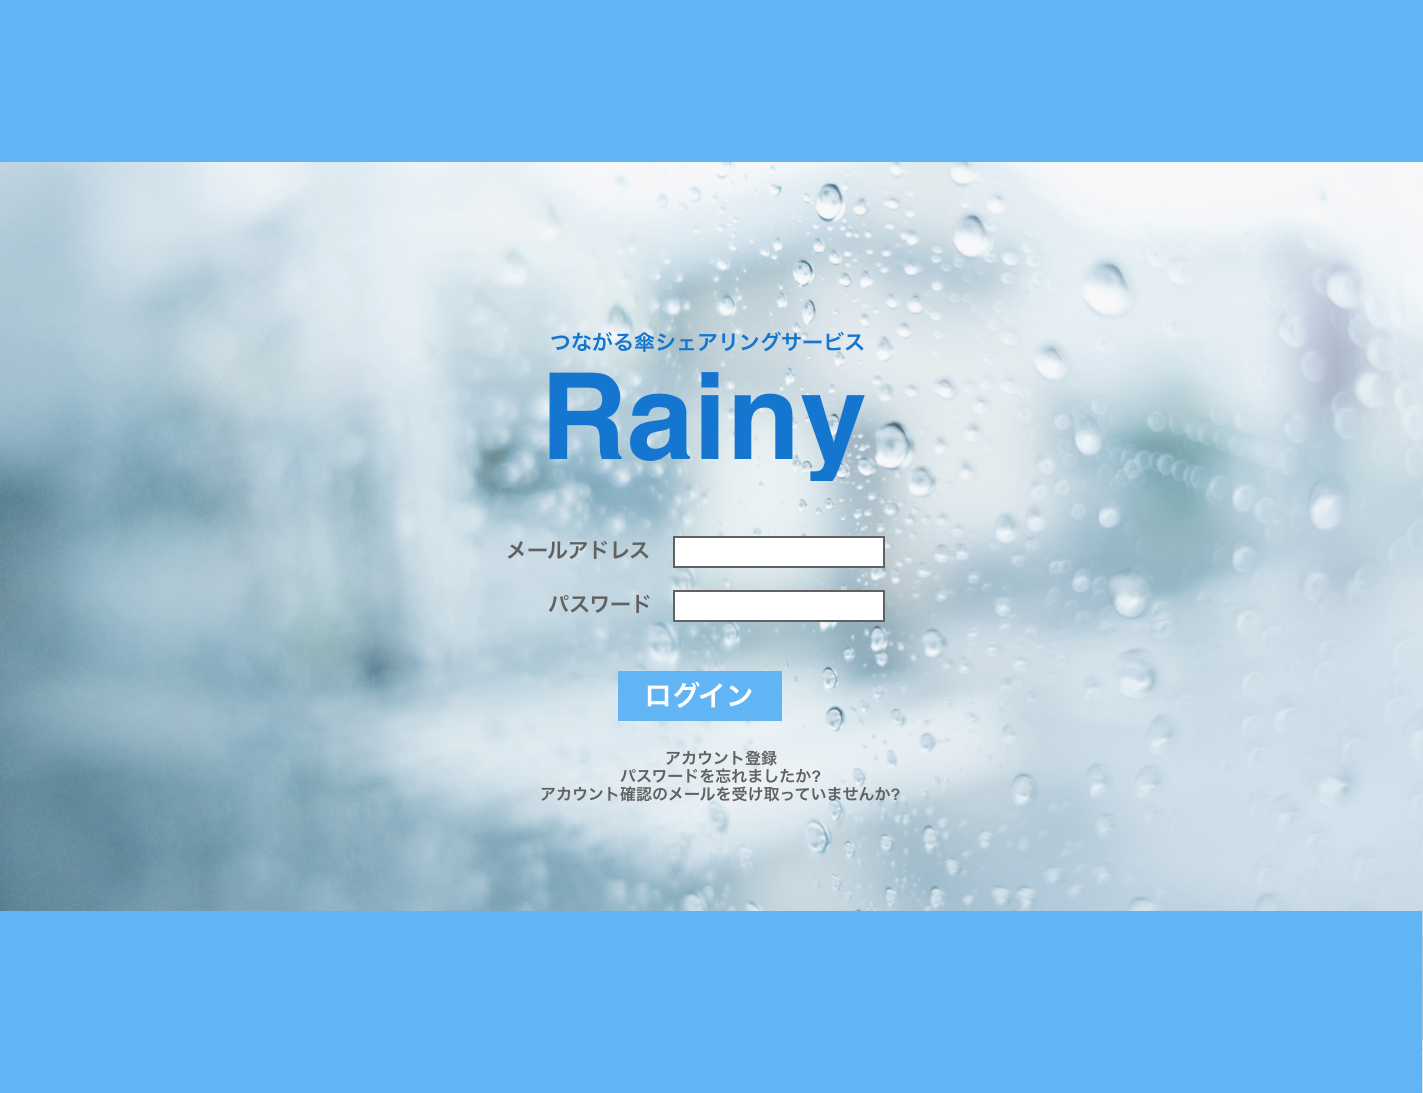 つながる傘シェアリングサービス
Rainy
メールアドレス
パスワード
ログイン
アカウント登録
パスワードを忘れましたか?
アカウント確認のメールを受け取っていませんか?